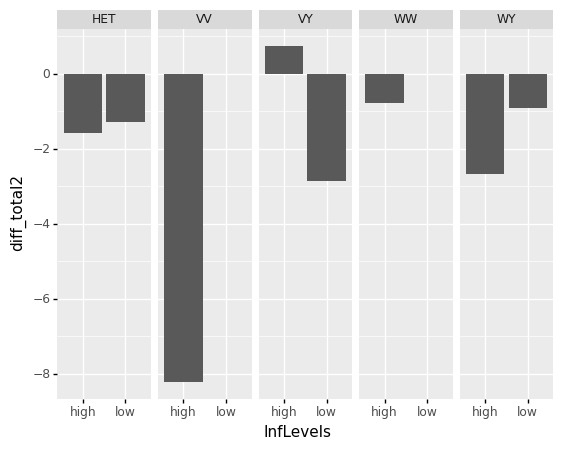 HET VV VY WW WY
0
−2
−4
−6
−8
diff_total2
high low high low high low high low high low
InfLevels